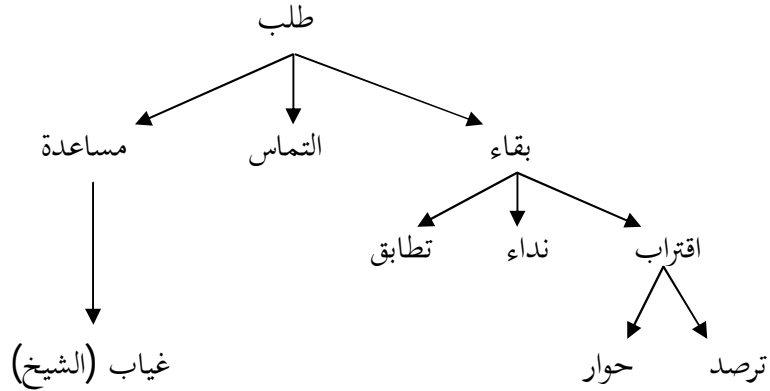 طلب
بقاء التماس مساعدة
اقتراب نداء تطابق
ترصد حوار غياب (الشيخ)